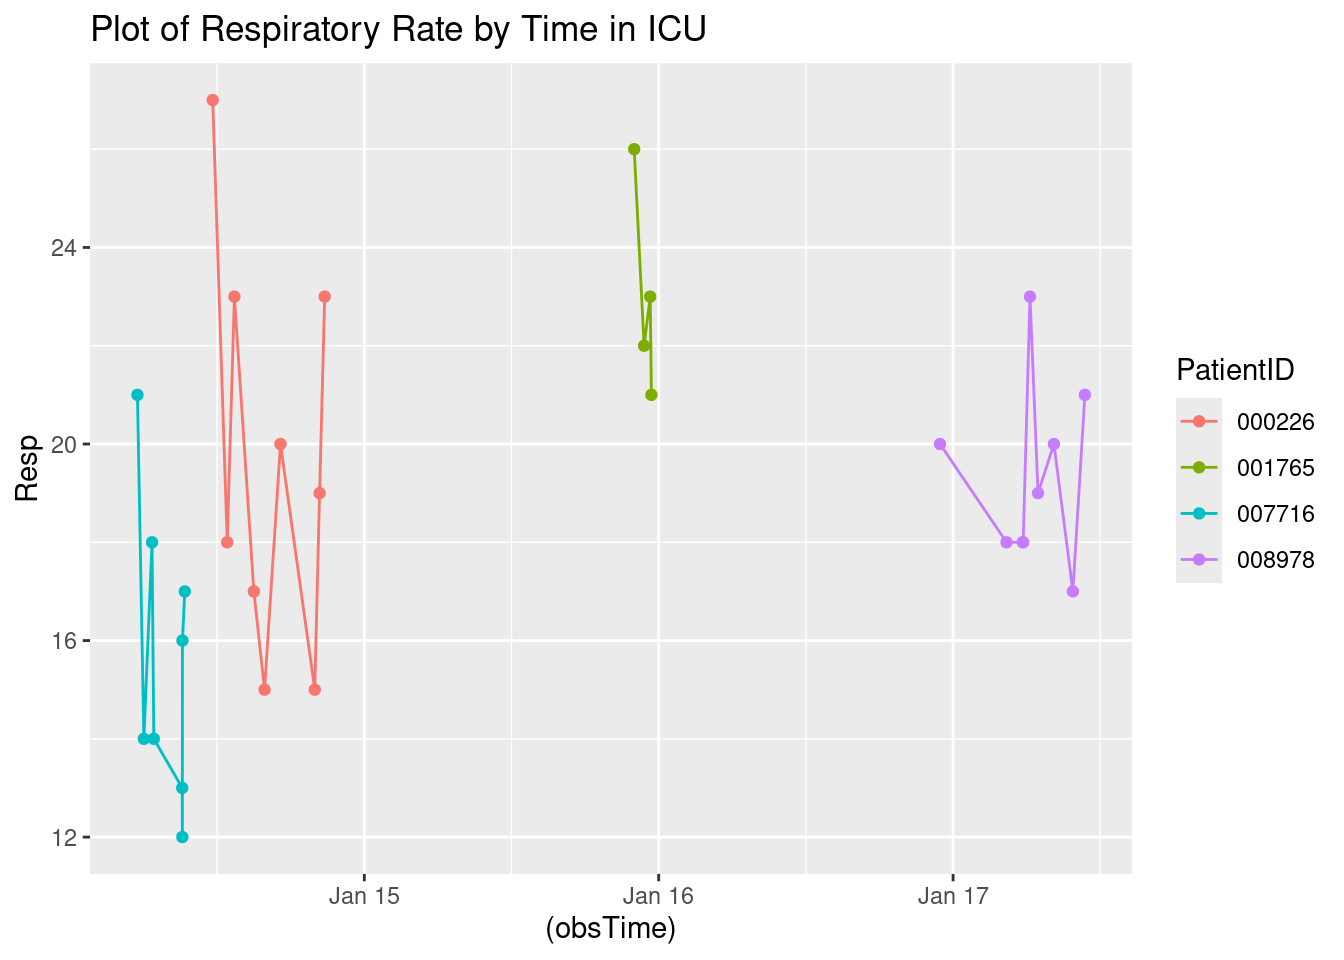 Plot of Respiratory Rate by Time in ICU
24
20
16
12
Resp
Jan 15
Jan 16
Jan 17
(obsTime)
PatientID
000226
001765
007716
008978